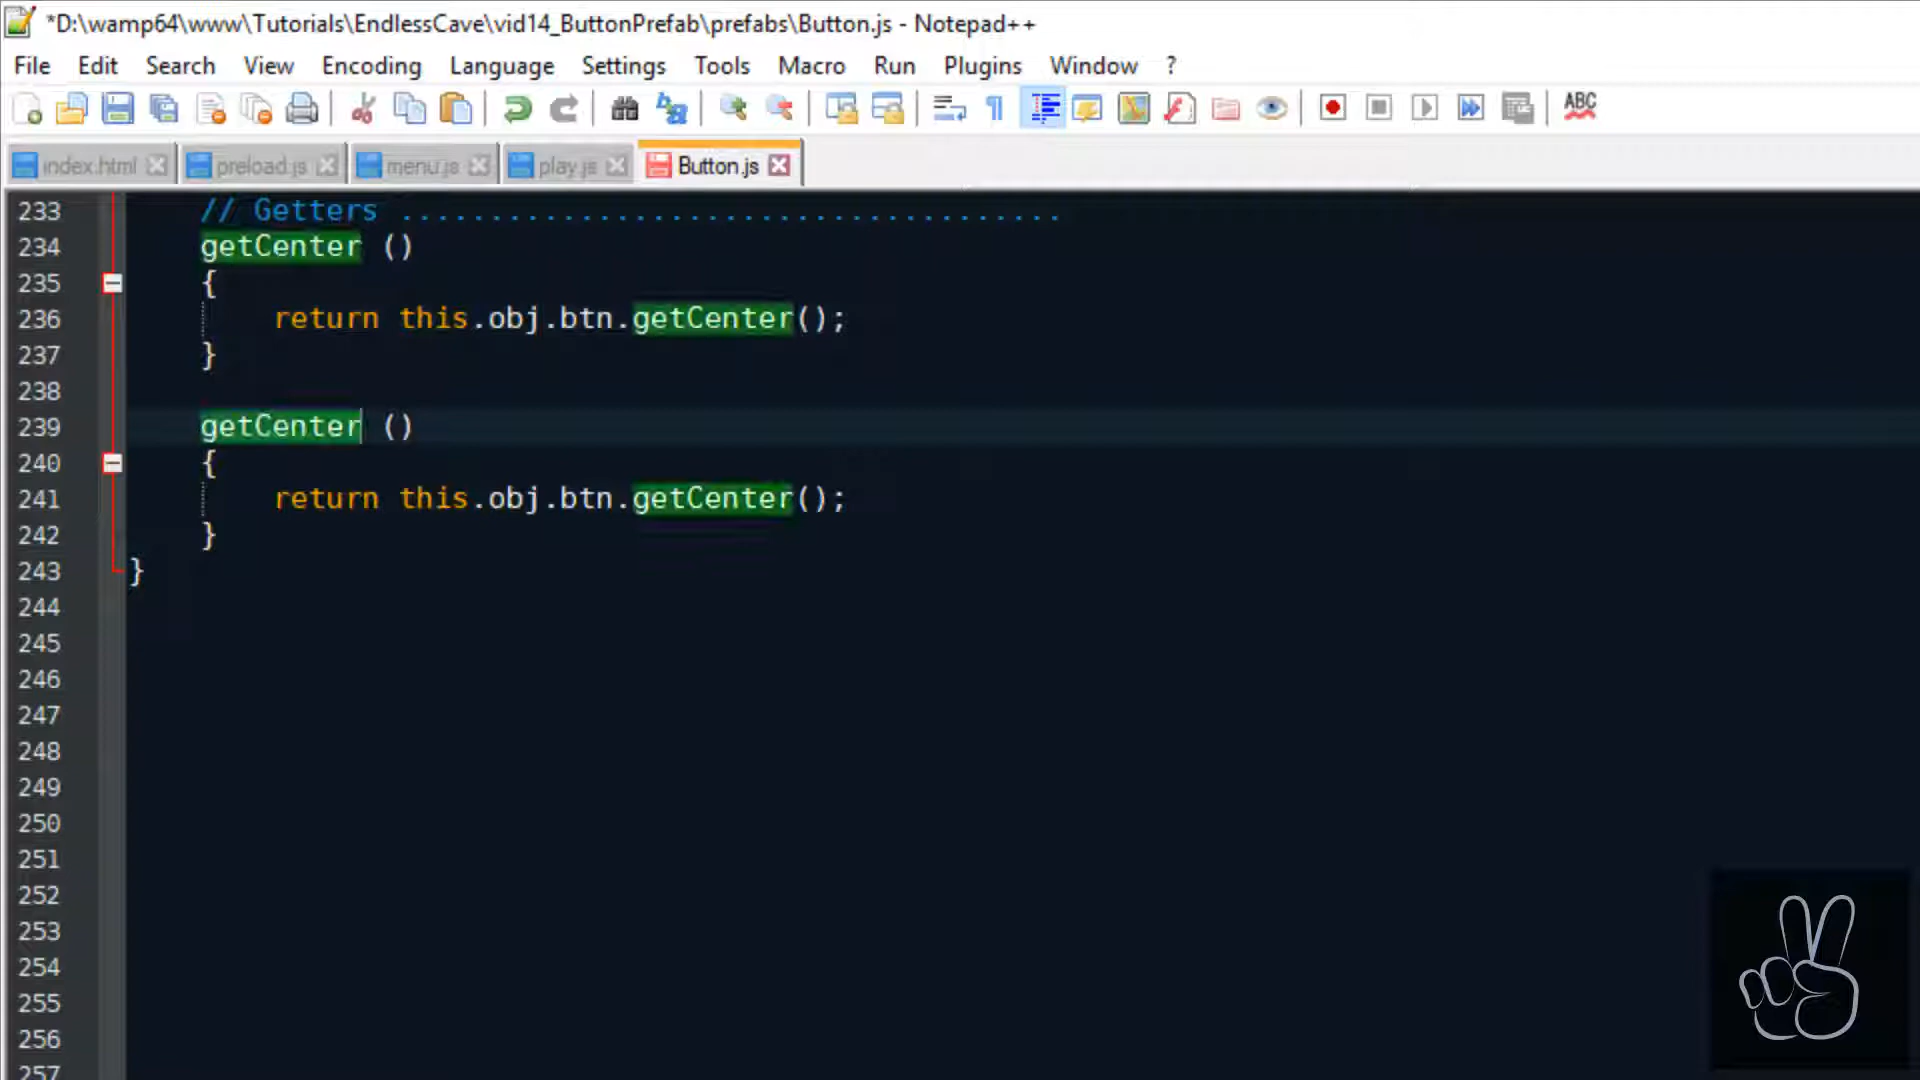 *D:\wamp64\www\Tutorials\EndlessCave\vid14_ButtonPrefab\prefabs\Button.js - Notepad++
File Edit Search View Encoding Language Settings Tools Macro Run Plugins Window ?
ABC
index.html preload.js menu.js play.js Button.js
233 // Getters ......................................
234 getCenter ()
235 {
236 return this.obj.btn.getCenter();
237 }
238
239 getCenter ()
240 {
241 return this.obj.btn.getCenter();
242 }
243 }
244
245
246
247
248
249
250
251
252
253
254
255
256
257